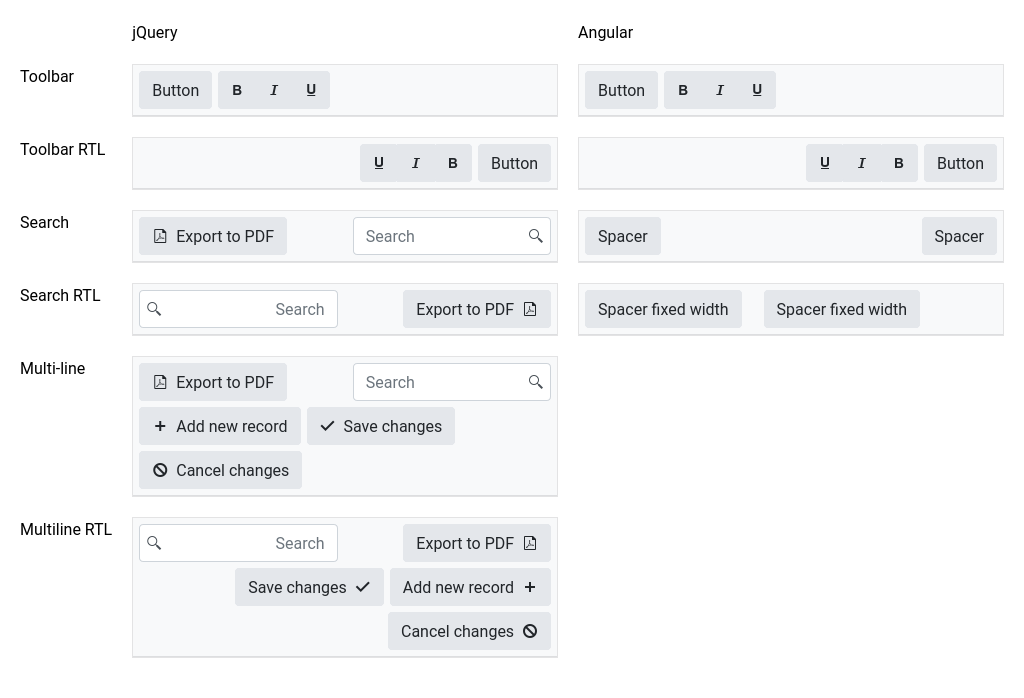 jQuery Angular
Toolbar Button B I U Button B I U
Toolbar RTL U I B Button U I B Button
Search Export to PDF Search Spacer Spacer
Search RTL Search Export to PDF Spacer fixed width Spacer fixed width
Multi-line Export to PDF Search
Add new record Save changes
Cancel changes
Multiline RTL Search Export to PDF
Save changes Add new record
Cancel changes